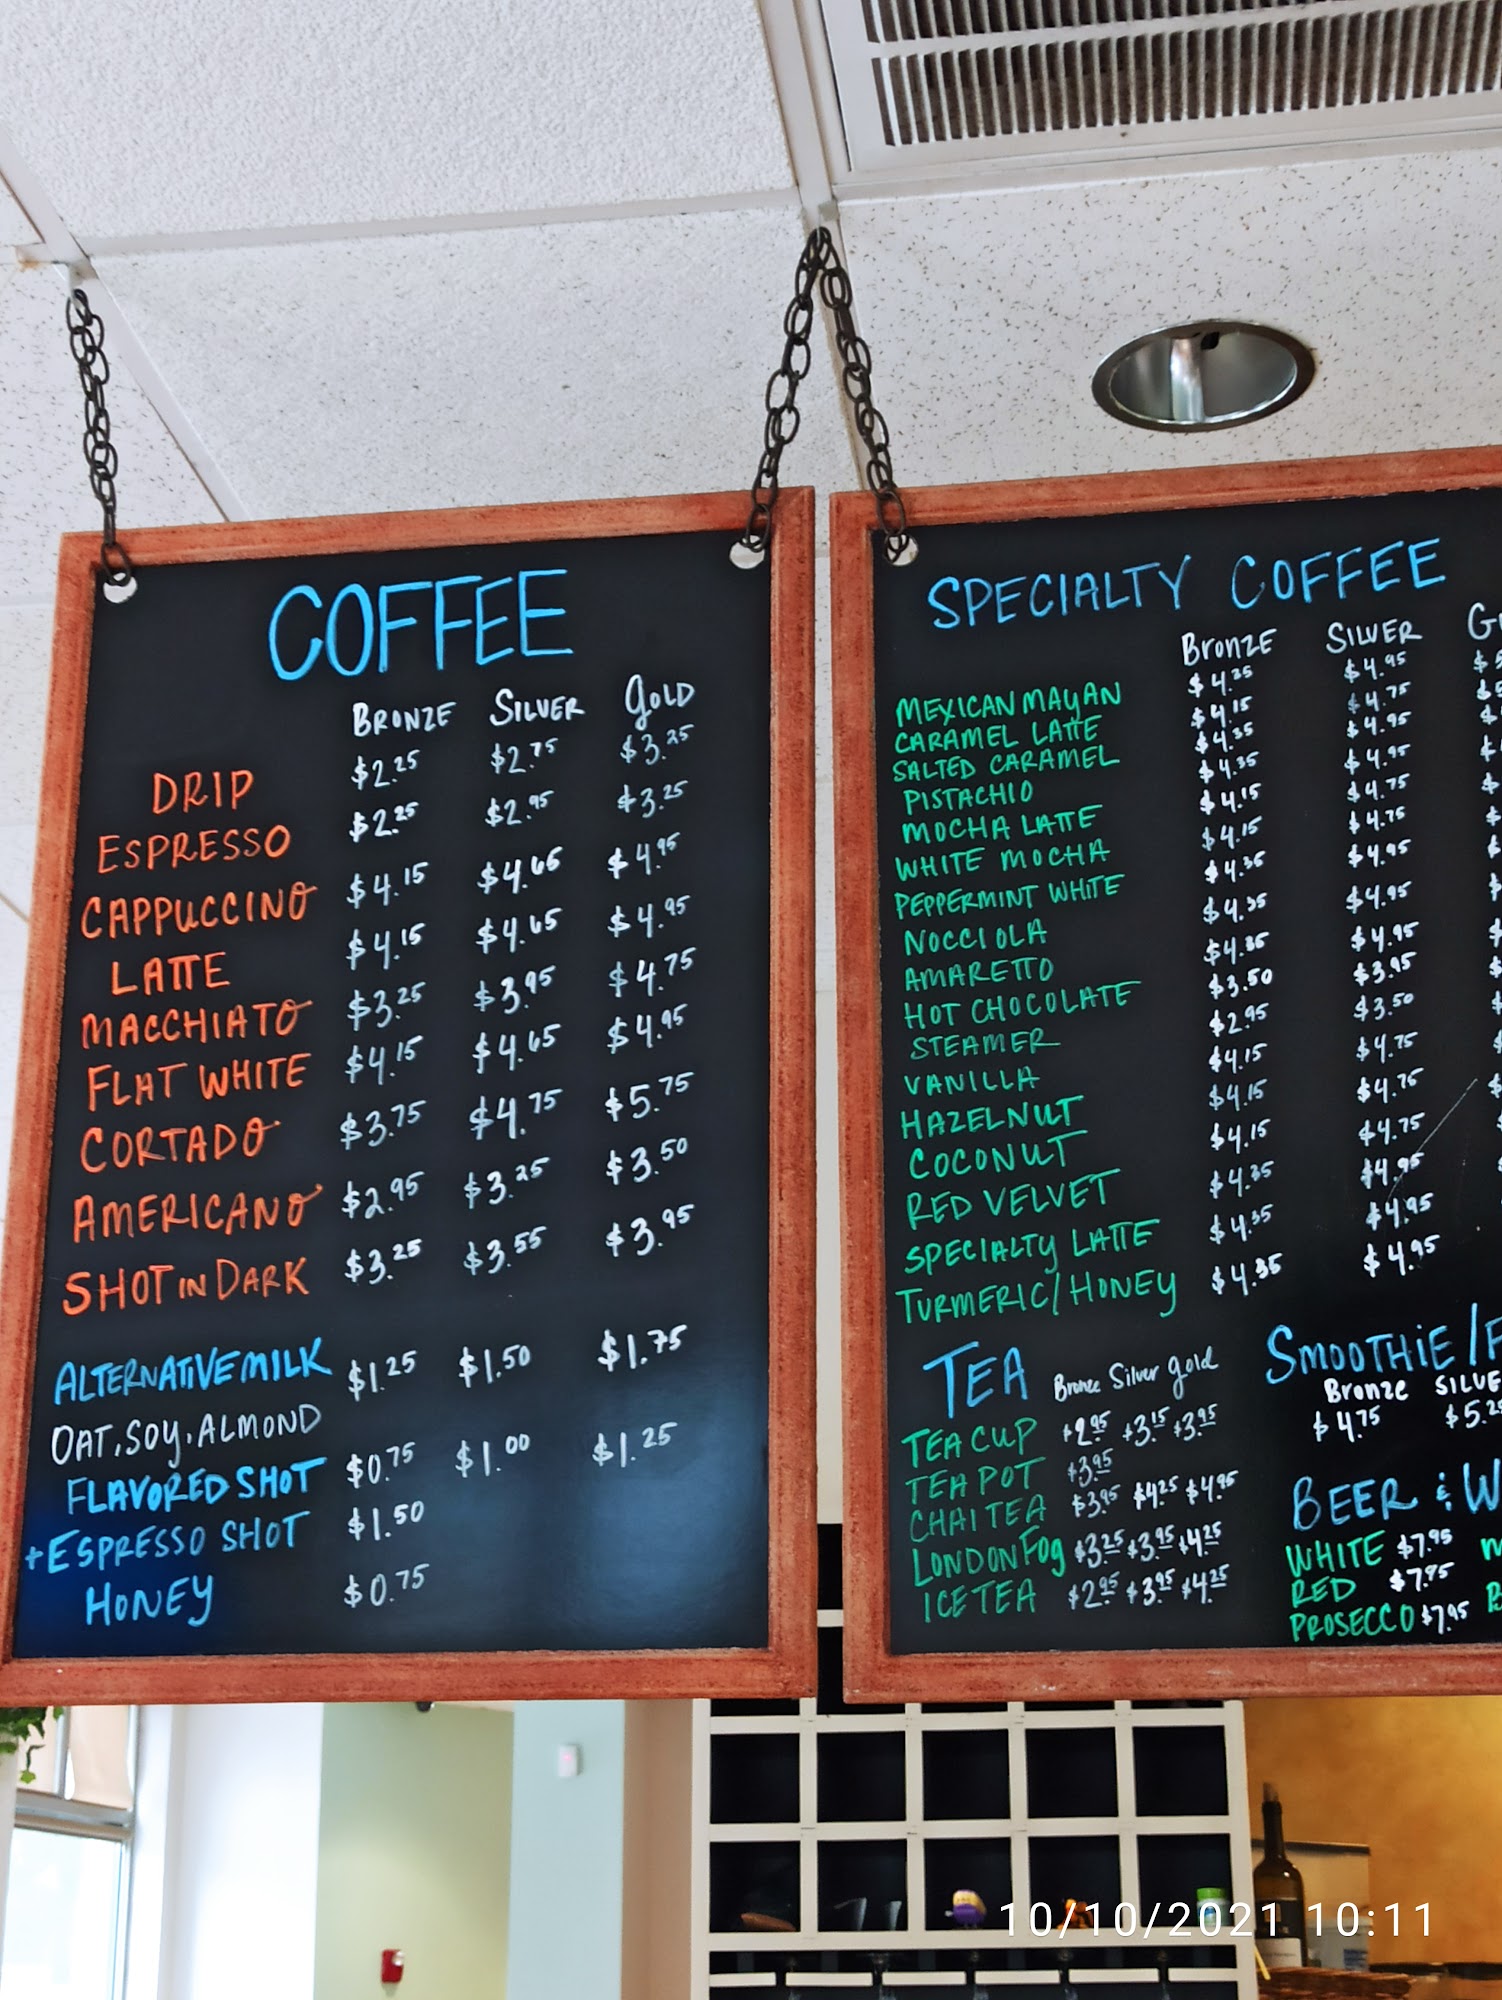 COFFEE
BRONZE SILVER GOLD
DRIP $2.25 $2.75 $3.25
ESPRESSO $2.25 $2.95 $3.25
CAPPUCCINO $4.15 $4.65 $4.95
LATTE $4.15 $4.65 $4.95
MACCHIATO $3.25 $3.95 $4.75
FLAT WHITE $4.15 $4.65 $4.95
CORTADO $3.75 $4.75 $5.75
AMERICANO $2.95 $3.25 $3.50
SHOT IN DARK $3.25 $3.55 $3.95
ALTERNATIVE MILK $1.25 $1.50 $1.75
OAT, SOY, ALMOND
FLAVORED SHOT $0.75 $1.00 $1.25
+ESPRESSO SHOT $1.50
HONEY $0.75
SPECIALTY COFFEE
BRONZE SILVER
MEXICAN MAYAN $4.35 $4.95
CARAMEL LATTE $4.15 $4.75
SALTED CARAMEL $4.35 $4.95
PISTACHIO $4.35 $4.95
MOCHA LATTE $4.15 $4.75
WHITE MOCHA $4.15 $4.75
PEPPERMINT WHITE $4.35 $4.95
NOCCIOLA $4.35 $4.95
AMARETTO $4.35 $4.95
HOT CHOCOLATE $3.50 $3.95
STEAMER $2.95 $3.50
VANILLA $4.15 $4.75
HAZELNUT $4.15 $4.75
COCONUT $4.15 $4.75
RED VELVET $4.35 $4.95
SPECIALTY LATTE $4.35 $4.95
TURMERIC/HONEY $4.35 $4.95
TEA Bronze Silver gold
TEA CUP $2.95 $3.15 $3.95
TEA POT $3.95
CHAI TEA $3.95 $4.25 $4.95
LONDON Fog $3.25 $3.95 $4.25
ICE TEA $2.95 $3.95 $4.25
SMOOTHIE /
Bronze
$4.75
BEER &
WHITE $7.95
RED $7.95
PROSECCO $7.95
10/10/2021 10:11